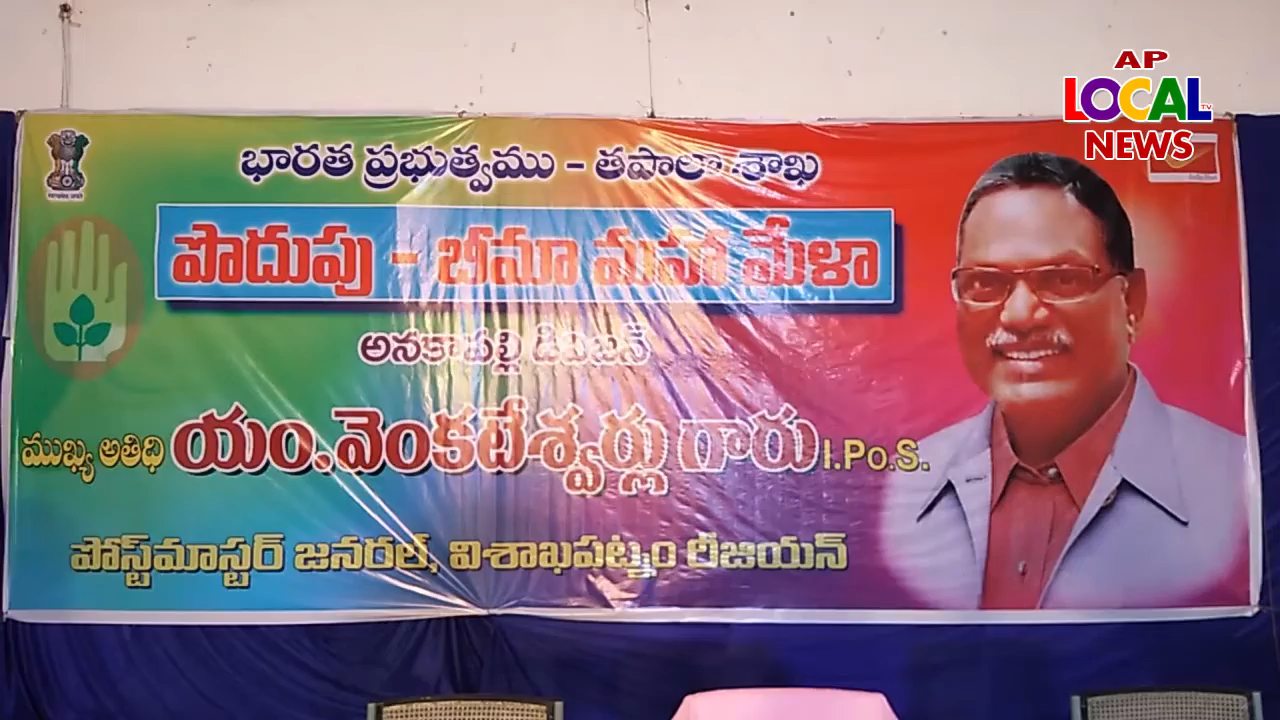 AP
LOCAL TV
NEWS
భారత ప్రభుత్వము - తపాలా శాఖ
పొదుపు - బీమా మహా మేళా
అనకాపల్లి డివిజన్
ముఖ్య అతిధి యం.వెంకటేశ్వర్లు గారు I.Po.S.
పోస్ట్‌మాస్టర్ జనరల్, విశాఖపట్నం రీజియన్